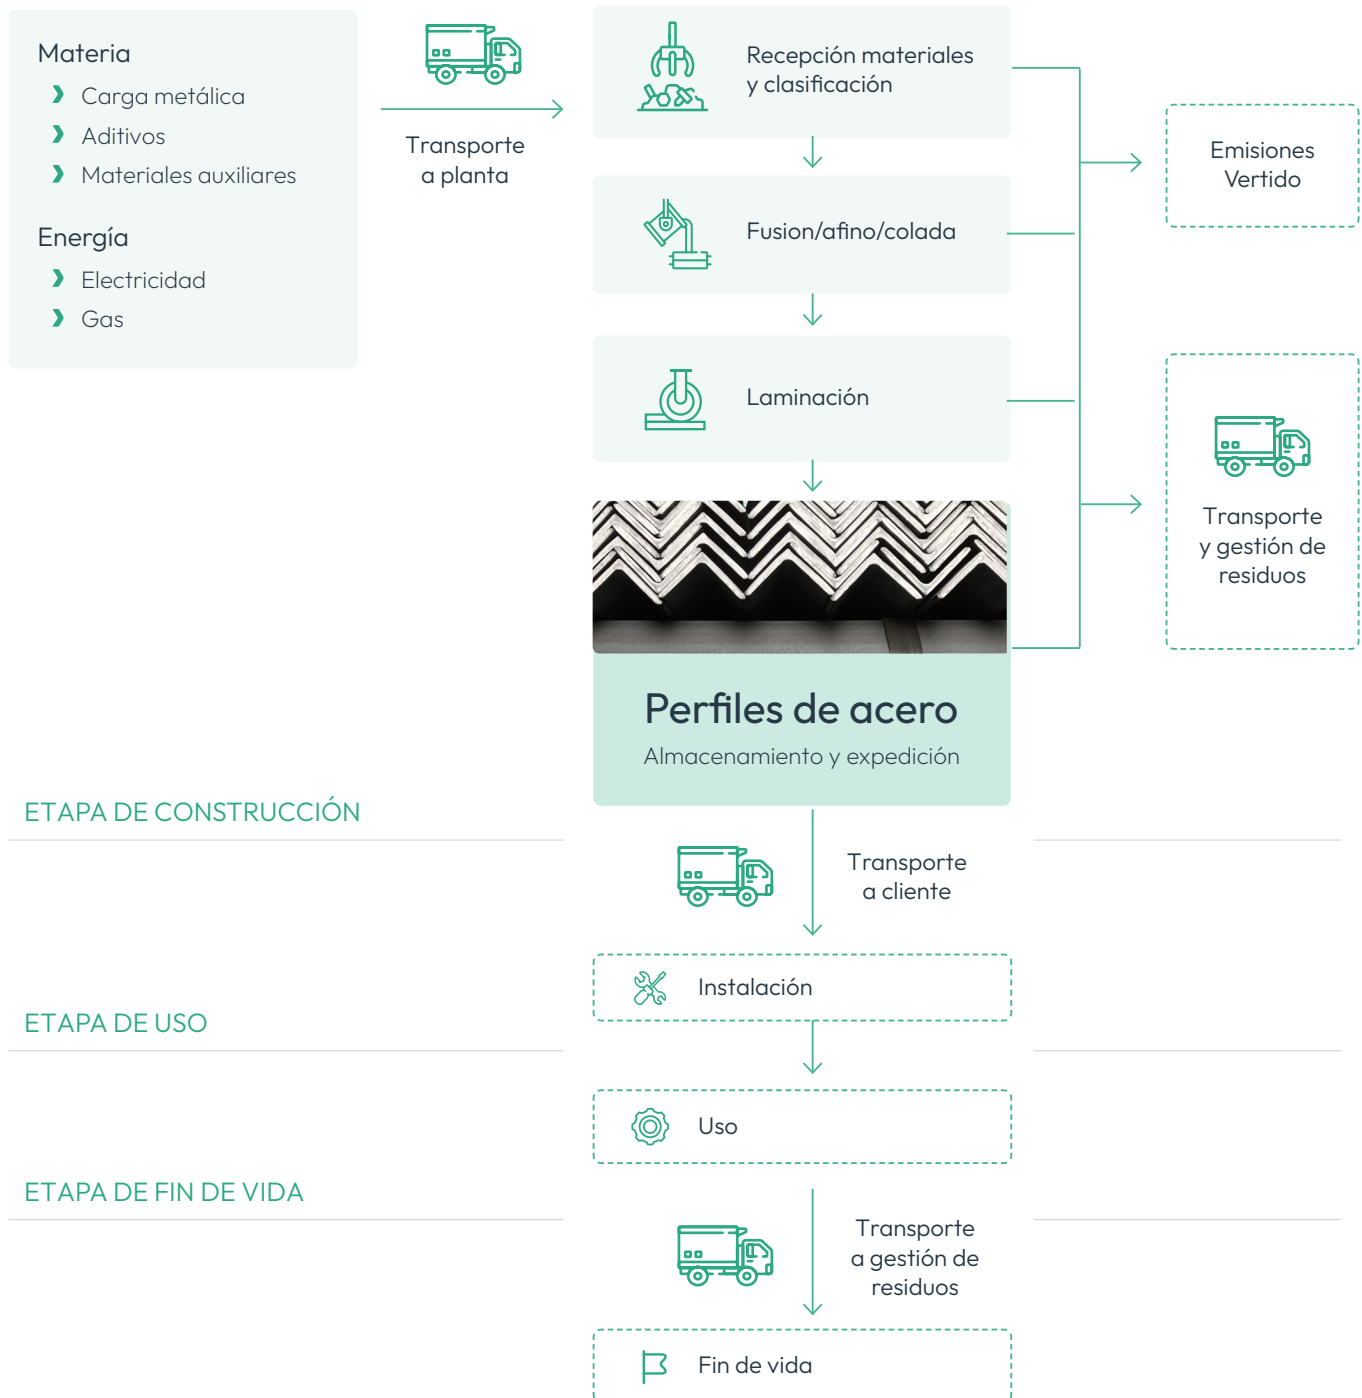 Materia
Carga metálica
Aditivos
Materiales auxiliares
Energía
Electricidad
Gas
Transporte
a planta
Recepción materiales
y clasificación
Fusion/afino/colada
Laminación
Emisiones
Vertido
Transporte
y gestión de
residuos
Perfiles de acero
Almacenamiento y expedición
ETAPA DE CONSTRUCCIÓN
Transporte
a cliente
Instalación
ETAPA DE USO
Uso
ETAPA DE FIN DE VIDA
Transporte
a gestión de
residuos
Fin de vida